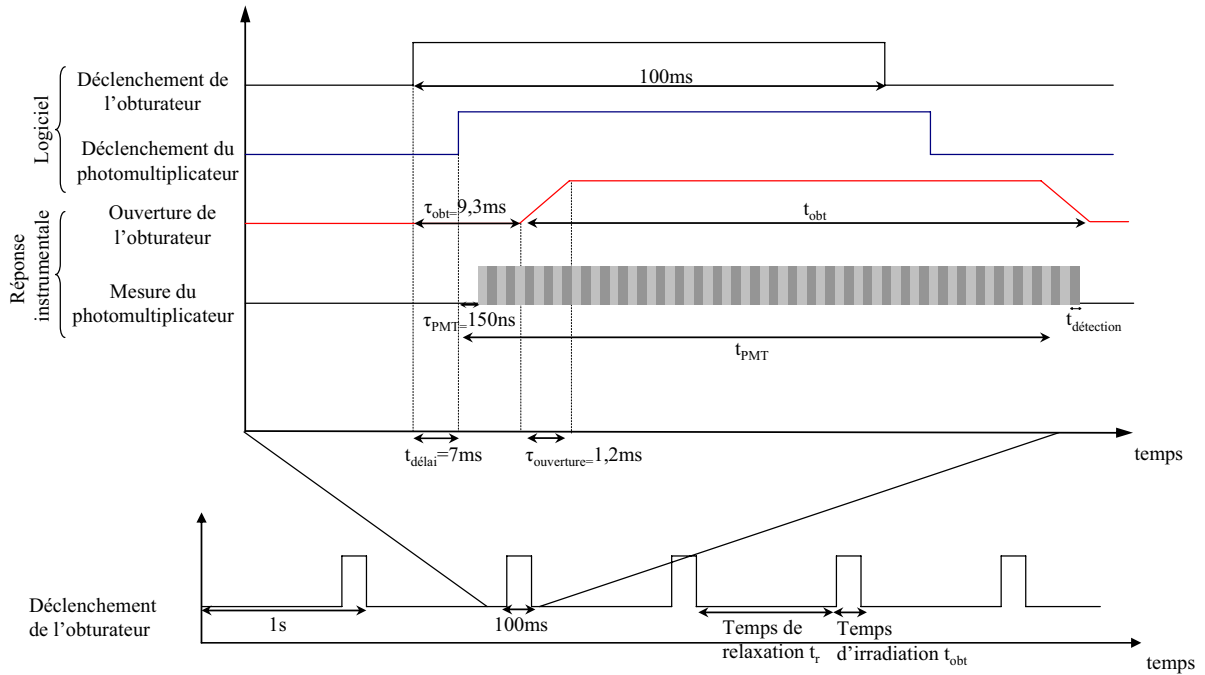 Logiciel
Déclenchement de
l'obturateur
100ms
Déclenchement du
photomultiplicateur
Réponse
instrumentale
Ouverture de
l'obturateur
τobt=9,3ms
tobt
Mesure du
photomultiplicateur
τPMT=150ns
tdétection
tPMT
tdélai=7ms
τouverture=1,2ms
temps
Déclenchement
de l'obturateur
1s
100ms
Temps de
relaxation tr
Temps
d'irradiation tobt
temps